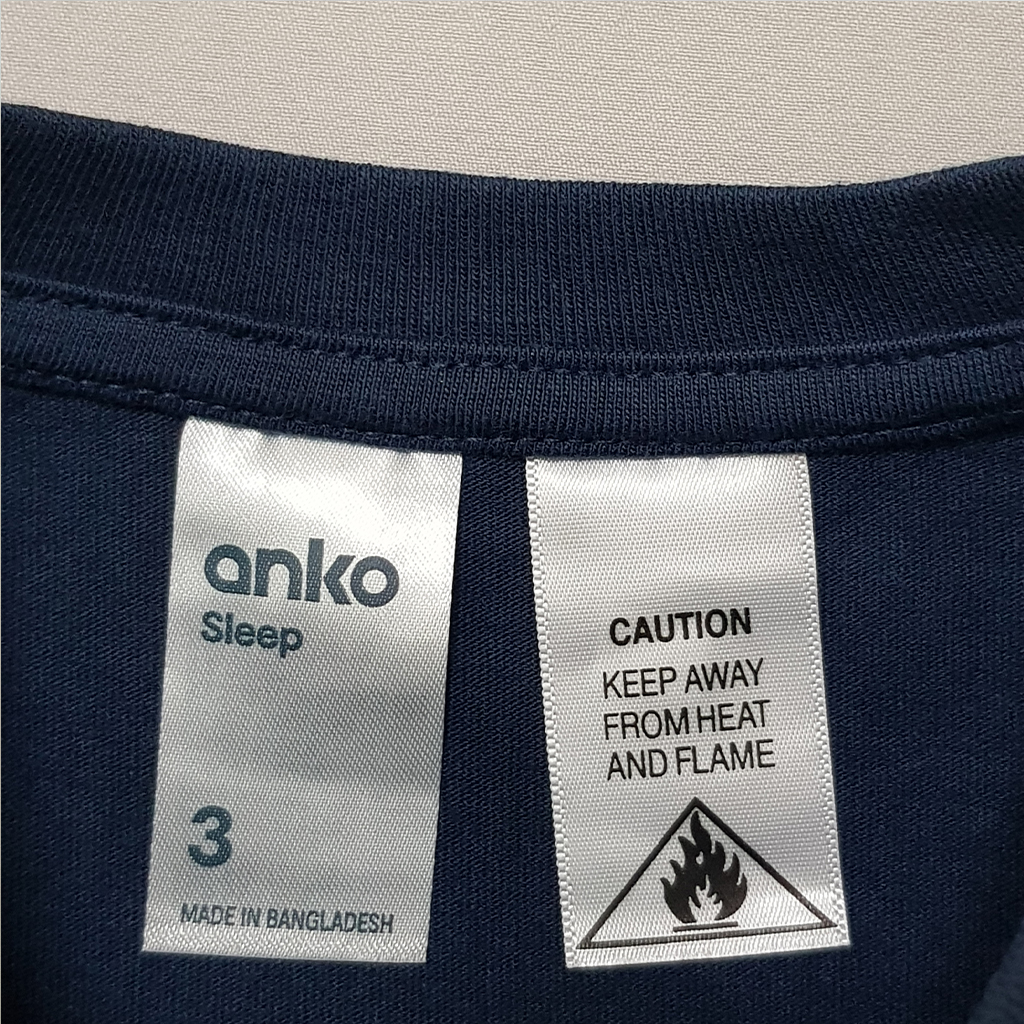 anko
Sleep
3
MADE IN BANGLADESH
CAUTION
KEEP AWAY
FROM HEAT
AND FLAME